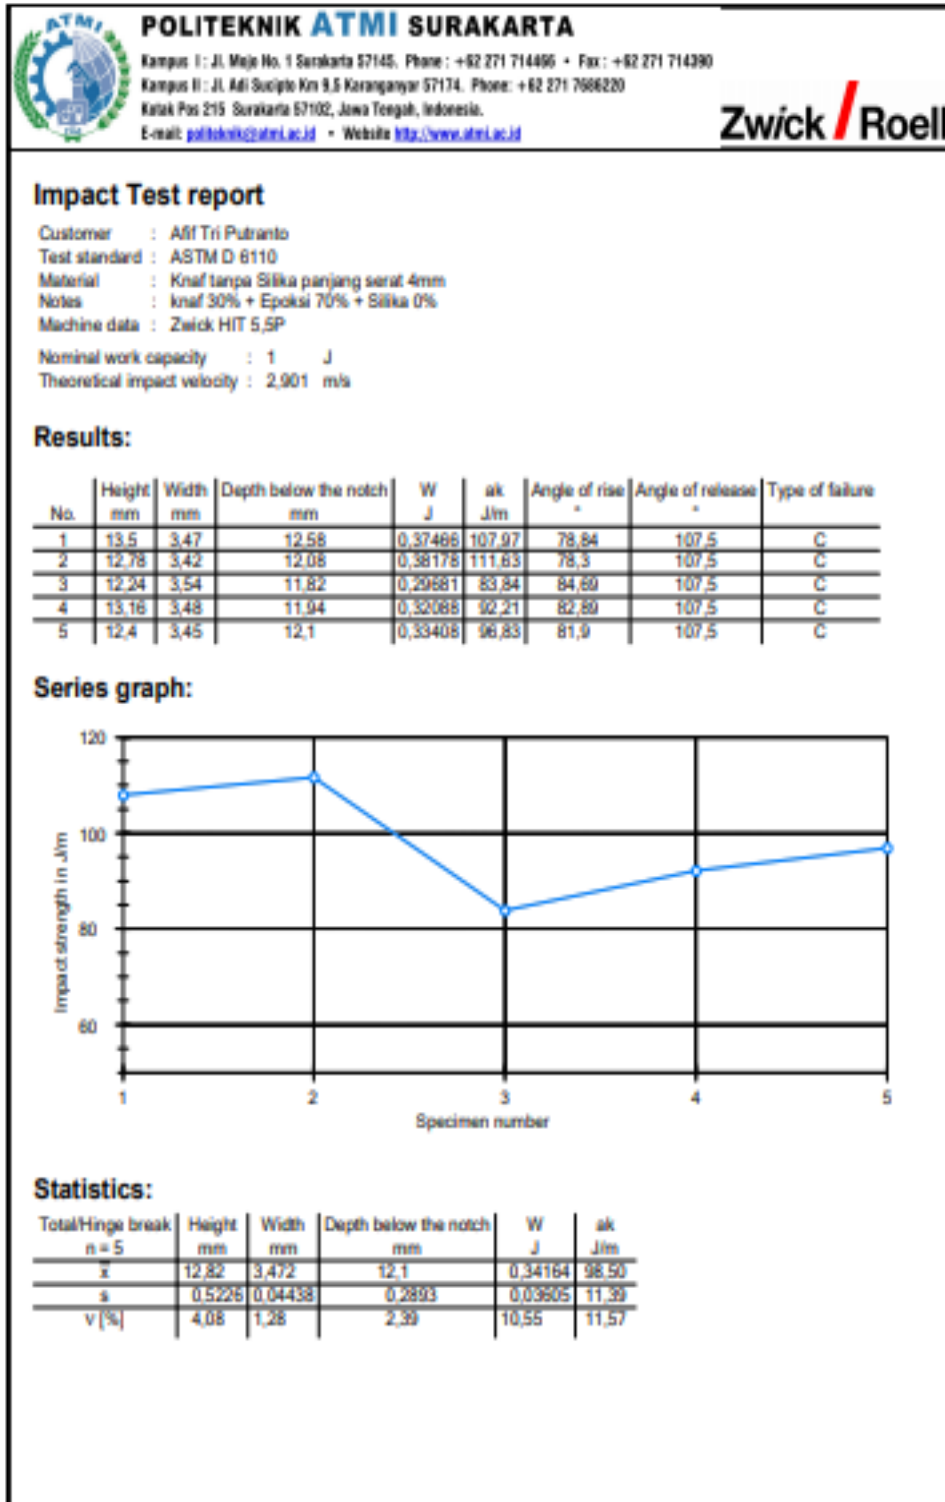 ATMI
POLITEKNIK ATMI SURAKARTA
Kampus I : Jl. Mojo No. 1 Surakarta 57145. Phone : +62 271 714466 • Fax : +62 271 714390
Kampus II : Jl. Adi Sucipto Km 9,5 Karanganyar 57174. Phone: +62 271 7686220
Kotak Pos 215 Surakarta 57102, Jawa Tengah, Indonesia.
E-mail: politeknik@atmi.ac.id • Website http://www.atmi.ac.id
Zwick / Roell
Impact Test report
Customer : Afif Tri Putranto
Test standard : ASTM D 6110
Material : Knaf tanpa Silika panjang serat 4mm
Notes : knaf 30% + Epoksi 70% + Silika 0%
Machine data : Zwick HIT 5,5P
Nominal work capacity : 1 J
Theoretical impact velocity : 2,901 m/s
Results:
Height Width Depth below the notch W ak Angle of rise Angle of release Type of failure
No. mm mm mm J J/m ° °
1 13,5 3,47 12,58 0,37466 107,97 78,84 107,5 C
2 12,78 3,42 12,08 0,38178 111,63 78,3 107,5 C
3 12,24 3,54 11,82 0,29681 83,84 84,69 107,5 C
4 13,16 3,48 11,94 0,32088 92,21 82,89 107,5 C
5 12,4 3,45 12,1 0,33408 96,83 81,9 107,5 C
Series graph:
120
100
80
60
Impact strength in J/m
1 2 3 4 5
Specimen number
Statistics:
Total/Hinge break Height Width Depth below the notch W ak
n = 5 mm mm mm J J/m
x̄ 12,82 3,472 12,1 0,34164 98,50
s 0,5226 0,04438 0,2893 0,03605 11,39
ν [%] 4,08 1,28 2,39 10,55 11,57